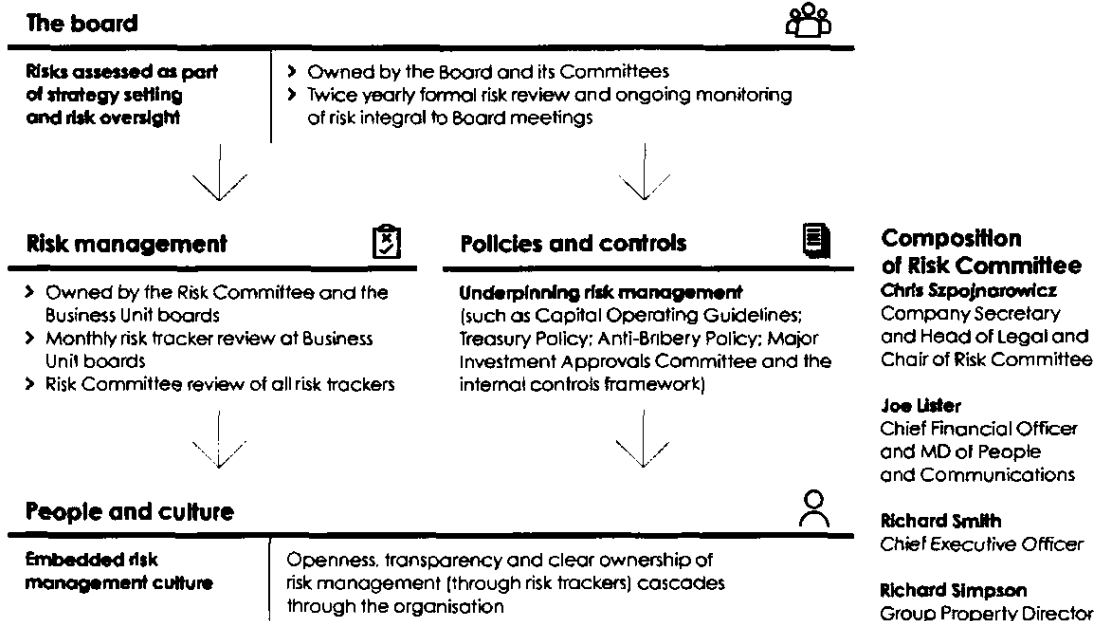 The board
Risks assessed as part
of strategy setting
and risk oversight
> Owned by the Board and its Committees
> Twice yearly formal risk review and ongoing monitoring
of risk integral to Board meetings
Risk management
> Owned by the Risk Committee and the
Business Unit boards
> Monthly risk tracker review at Business
Unit boards
> Risk Committee review of all risk trackers
Policies and controls
Underpinning risk management
(such as Capital Operating Guidelines;
Treasury Policy; Anti-Bribery Policy; Major
Investment Approvals Committee and the
internal controls framework)
People and culture
Embedded risk
management culture
Openness, transparency and clear ownership of
risk management (through risk trackers) cascades
through the organisation
Composition
of Risk Committee
Chris Szpojnarowicz
Company Secretary
and Head of Legal and
Chair of Risk Committee
Joe Lister
Chief Financial Officer
and MD of People
and Communications
Richard Smith
Chief Executive Officer
Richard Simpson
Group Property Director